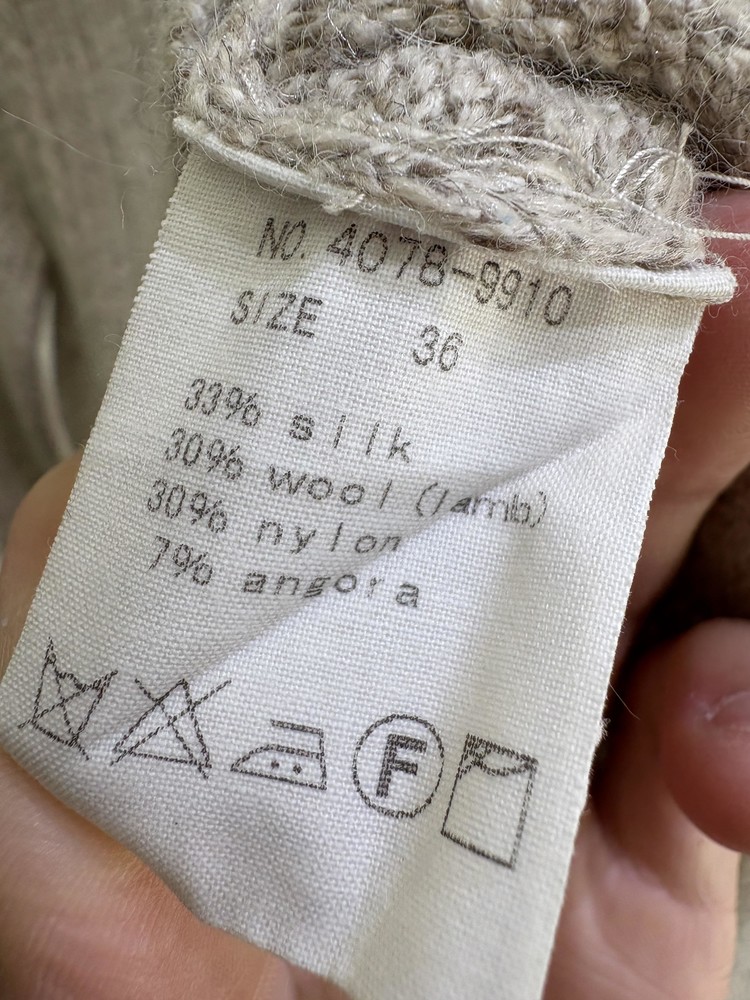 NO. 4078-9910
SIZE 36
33% silk
30% wool (lamb)
30% nylon
7% angora
F